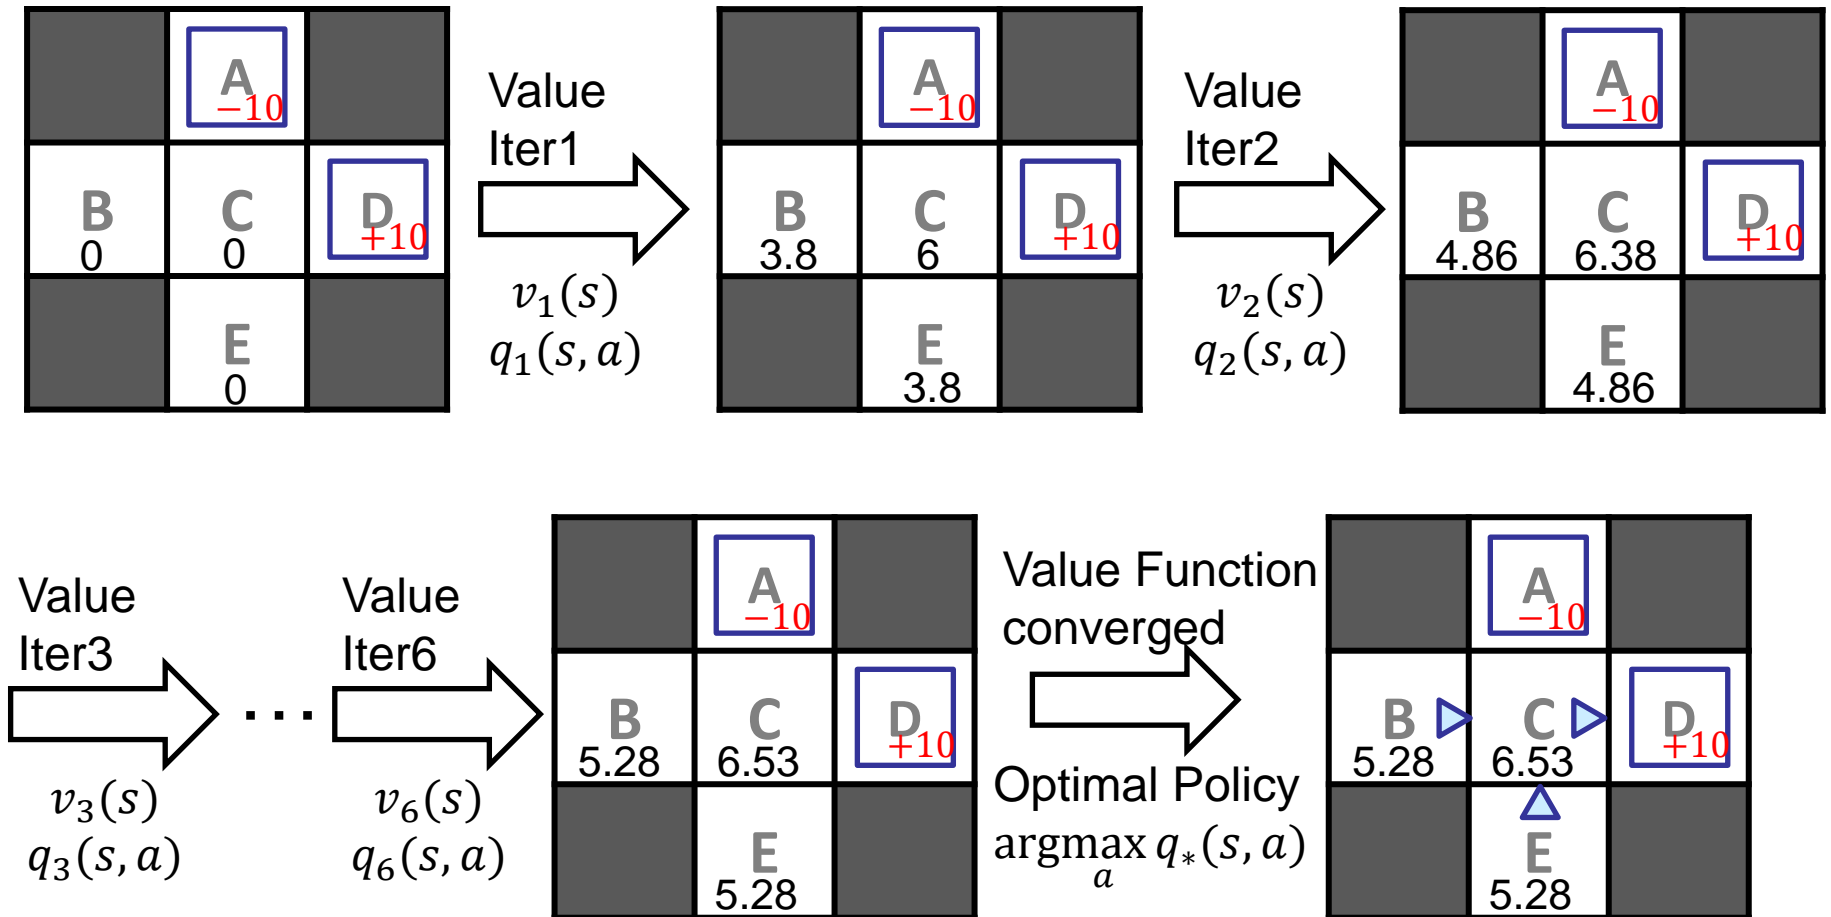 A
−10
B
0
C
0
D
+10
E
0
Value
Iter1
v₁(s)
q₁(s, a)
A
−10
B
3.8
C
6
D
+10
E
3.8
Value
Iter2
v₂(s)
q₂(s, a)
A
−10
B
4.86
C
6.38
D
+10
E
4.86
Value
Iter3
v₃(s)
q₃(s, a)
...
Value
Iter6
v₆(s)
q₆(s, a)
A
−10
B
5.28
C
6.53
D
+10
E
5.28
Value Function
converged
Optimal Policy
argmax q∗(s, a)
a
A
−10
B
5.28
C
6.53
D
+10
E
5.28